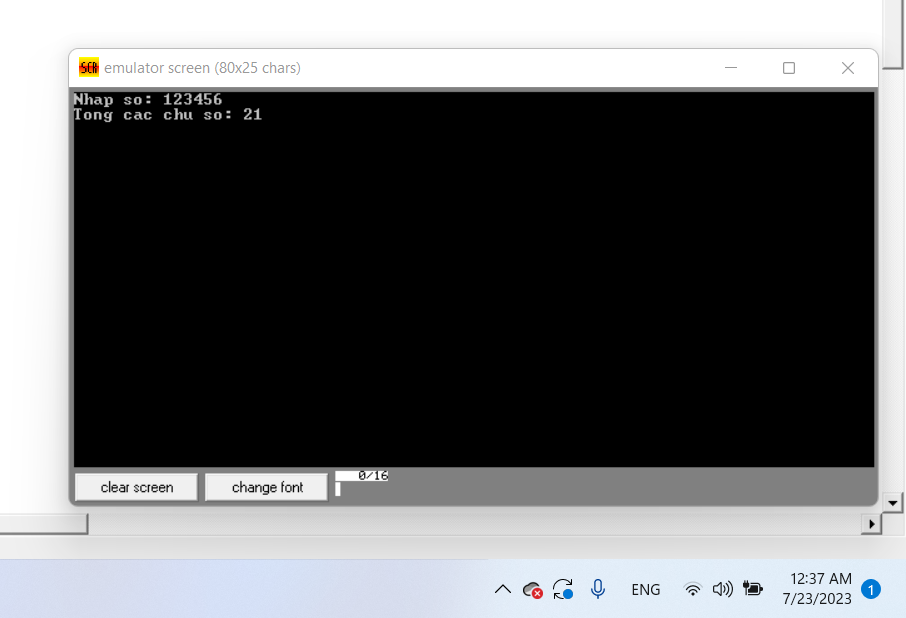 SCR emulator screen (80x25 chars)
Nhap so: 123456
Tong cac chu so: 21
clear screen change font 0/16
ENG 12:37 AM 1
7/23/2023